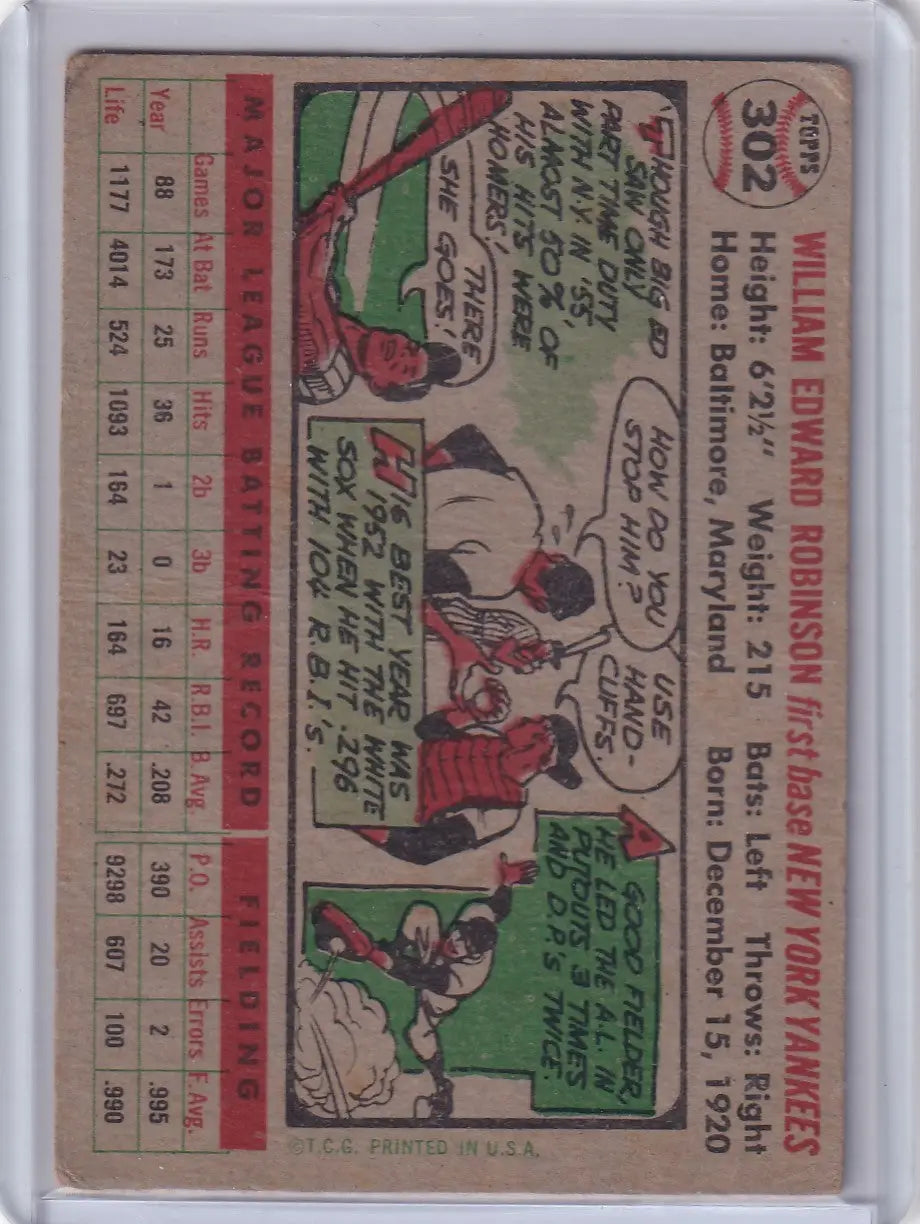 TOPPS
302
WILLIAM EDWARD ROBINSON first base NEW YORK YANKEES
Height: 6'2½" Weight: 215 Bats: Left Throws: Right
Home: Baltimore, Maryland Born: December 15, 1920
THOUGH BIG ED
SAW ONLY
PART TIME DUTY
WITH N.Y. IN '55,
ALMOST 50% OF
HIS HITS WERE
HOMERS!
THERE
SHE GOES!
HOW DO YOU
STOP HIM?
USE
HAND-
CUFFS.
HIS BEST YEAR WAS
1952 WITH THE WHITE
SOX WHEN HE HIT .296
WITH 104 R.B.I.'S.
A GOOD FIELDER,
HE LED THE A.L. IN
PUTOUTS 3 TIMES
AND D.P.'S TWICE.
©T.C.G. PRINTED IN U.S.A.
MAJOR LEAGUE BATTING RECORD FIELDING
Games At Bat Runs Hits 2b 3b H.R. R.B.I. B.Avg. P.O. Assists Errors F.Avg.
Year 88 173 25 36 1 0 16 42 .208 390 20 2 .995
Life 1177 4014 524 1093 164 23 164 697 .272 9298 607 100 .990